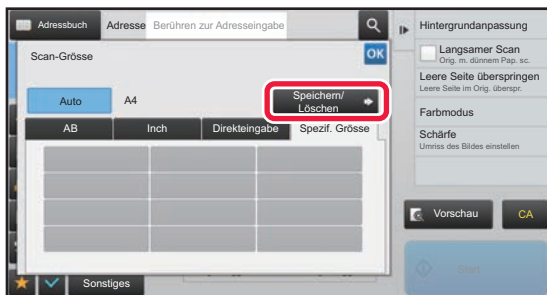 Adressbuch Adresse Berühren zur Adresseingabe
Hintergrundanpassung
Scan-Grösse OK
Langsamer Scan
Orig. m. dünnem Pap. sc.
Leere Seite überspringen
Leere Seite im Orig. überspr.
Auto A4 Speichern/
Löschen
Farbmodus
AB Inch Direkteingabe Spezif. Grösse
Schärfe
Umriss des Bildes einstellen
Vorschau CA
Start
Sonstiges